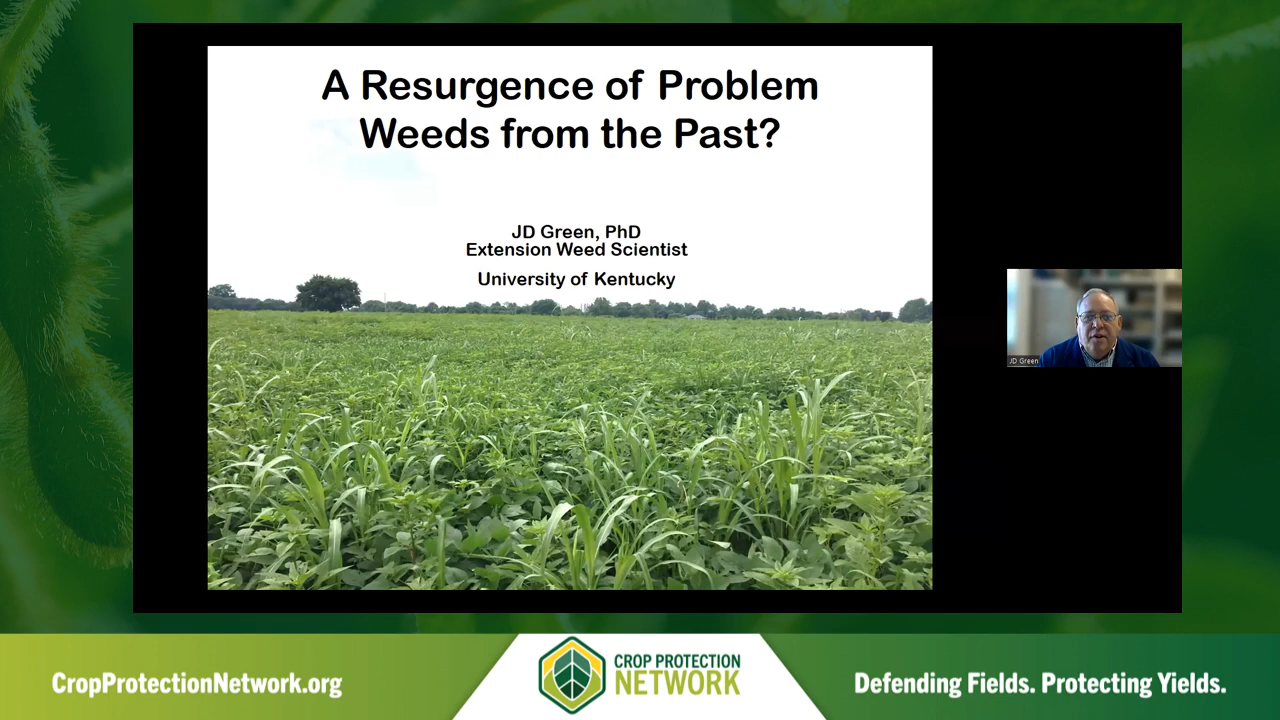 A Resurgence of Problem
Weeds from the Past?
JD Green, PhD
Extension Weed Scientist
University of Kentucky
JD Green
CropProtectionNetwork.org
CROP PROTECTION
NETWORK
Defending Fields. Protecting Yields.